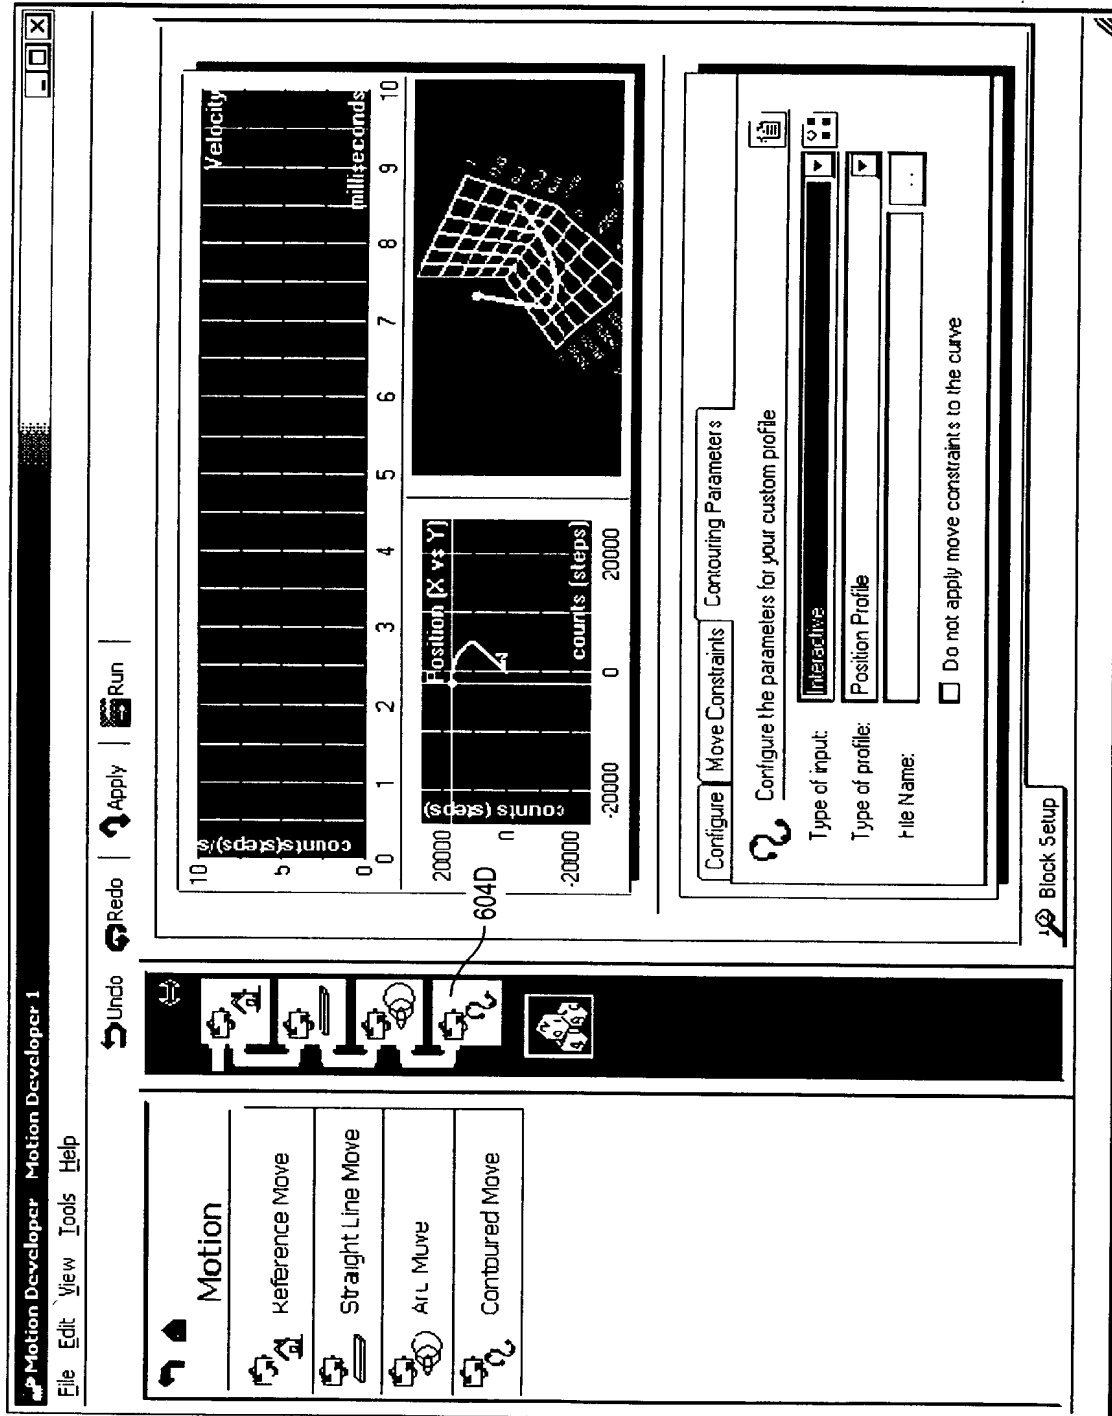 Motion Developer Motion Developer 1
File Edit View Tools Help
Undo Redo Apply Run
Motion
Reference Move
Straight Line Move
Arc Move
Contoured Move
604D
Velocity
counts(steps)/s
10
5
0
milliseconds
0 1 2 3 4 5 6 7 8 9 10
Position (X vs Y)
counts (steps)
20000
0
-20000
counts (steps)
-20000 0 20000
Configure Move Constraints Contouring Parameters
Configure the parameters for your custom profile
Type of input: Interactive
Type of profile: Position Profile
File Name: ..
Do not apply move constraints to the curve
Block Setup